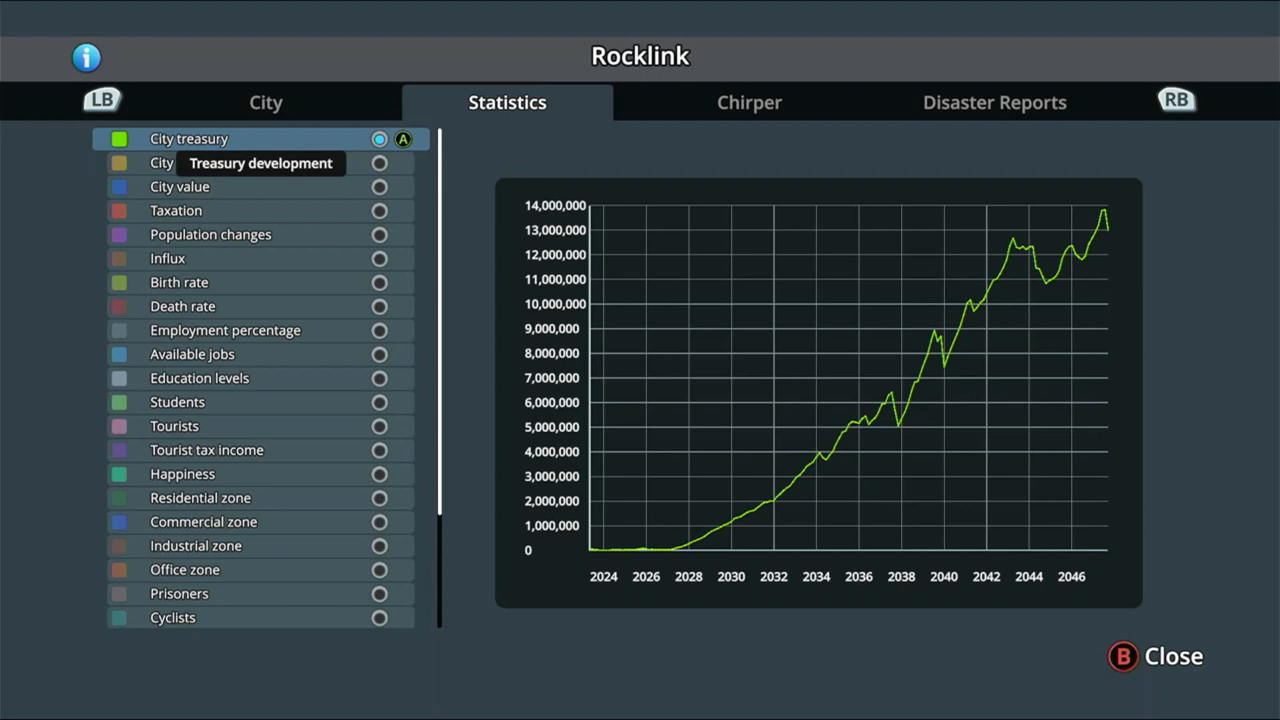 Rocklink
LB
City
Statistics
Chirper
Disaster Reports
RB
City treasury
A
City
Treasury development
City value
Taxation
Population changes
Influx
Birth rate
Death rate
Employment percentage
Available jobs
Education levels
Students
Tourists
Tourist tax income
Happiness
Residential zone
Commercial zone
Industrial zone
Office zone
Prisoners
Cyclists
14,000,000
13,000,000
12,000,000
11,000,000
10,000,000
9,000,000
8,000,000
7,000,000
6,000,000
5,000,000
4,000,000
3,000,000
2,000,000
1,000,000
0
2024 2026 2028 2030 2032 2034 2036 2038 2040 2042 2044 2046
B Close